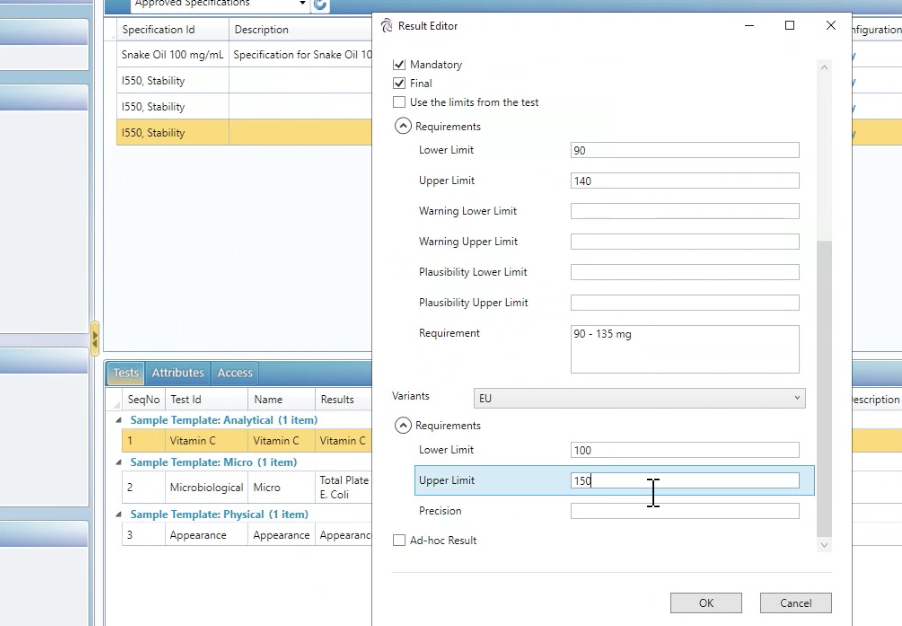 Approved Specifications
Specification Id Description
Snake Oil 100 mg/mL Specification for Snake Oil 10
I550, Stability
I550, Stability
I550, Stability
Tests Attributes Access
SeqNo Test Id Name Results
Sample Template: Analytical (1 item)
1 Vitamin C Vitamin C Vitamin C
Sample Template: Micro (1 item)
2 Microbiological Micro Total Plate
E. Coli
Sample Template: Physical (1 item)
3 Appearance Appearance Appearanc
Result Editor
Mandatory
Final
Use the limits from the test
Requirements
Lower Limit 90
Upper Limit 140
Warning Lower Limit
Warning Upper Limit
Plausibility Lower Limit
Plausibility Upper Limit
Requirement 90 - 135 mg
Variants EU
Requirements
Lower Limit 100
Upper Limit 150
Precision
Ad-hoc Result
OK Cancel
nfiguration
escription